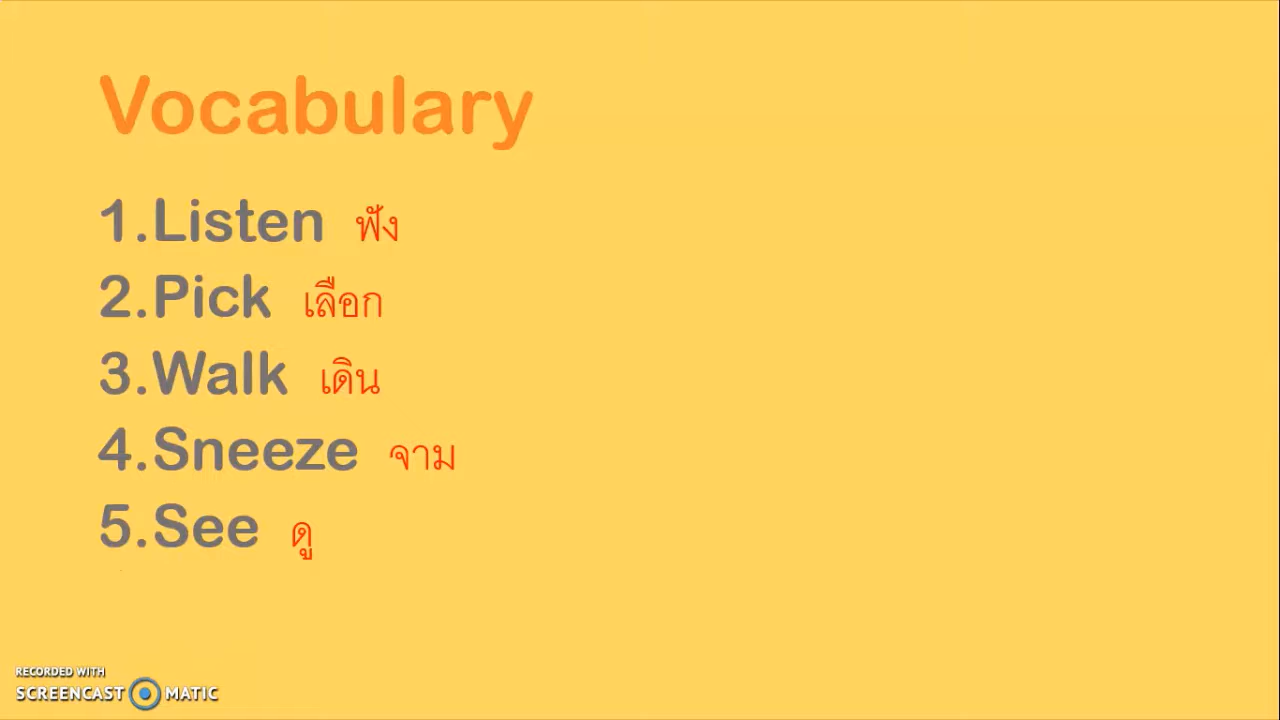 Vocabulary
1.Listen ฟัง
2.Pick เลือก
3.Walk เดิน
4.Sneeze จาม
5.See ดู
RECORDED WITH
SCREENCAST MATIC